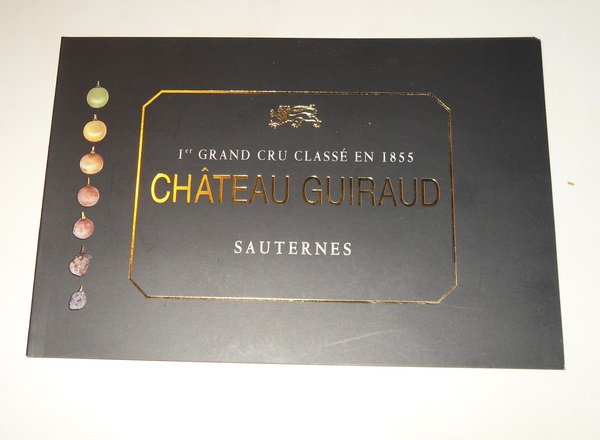 1er GRAND CRU CLASSÉ EN 1855
CHÂTEAU GUIRAUD
SAUTERNES